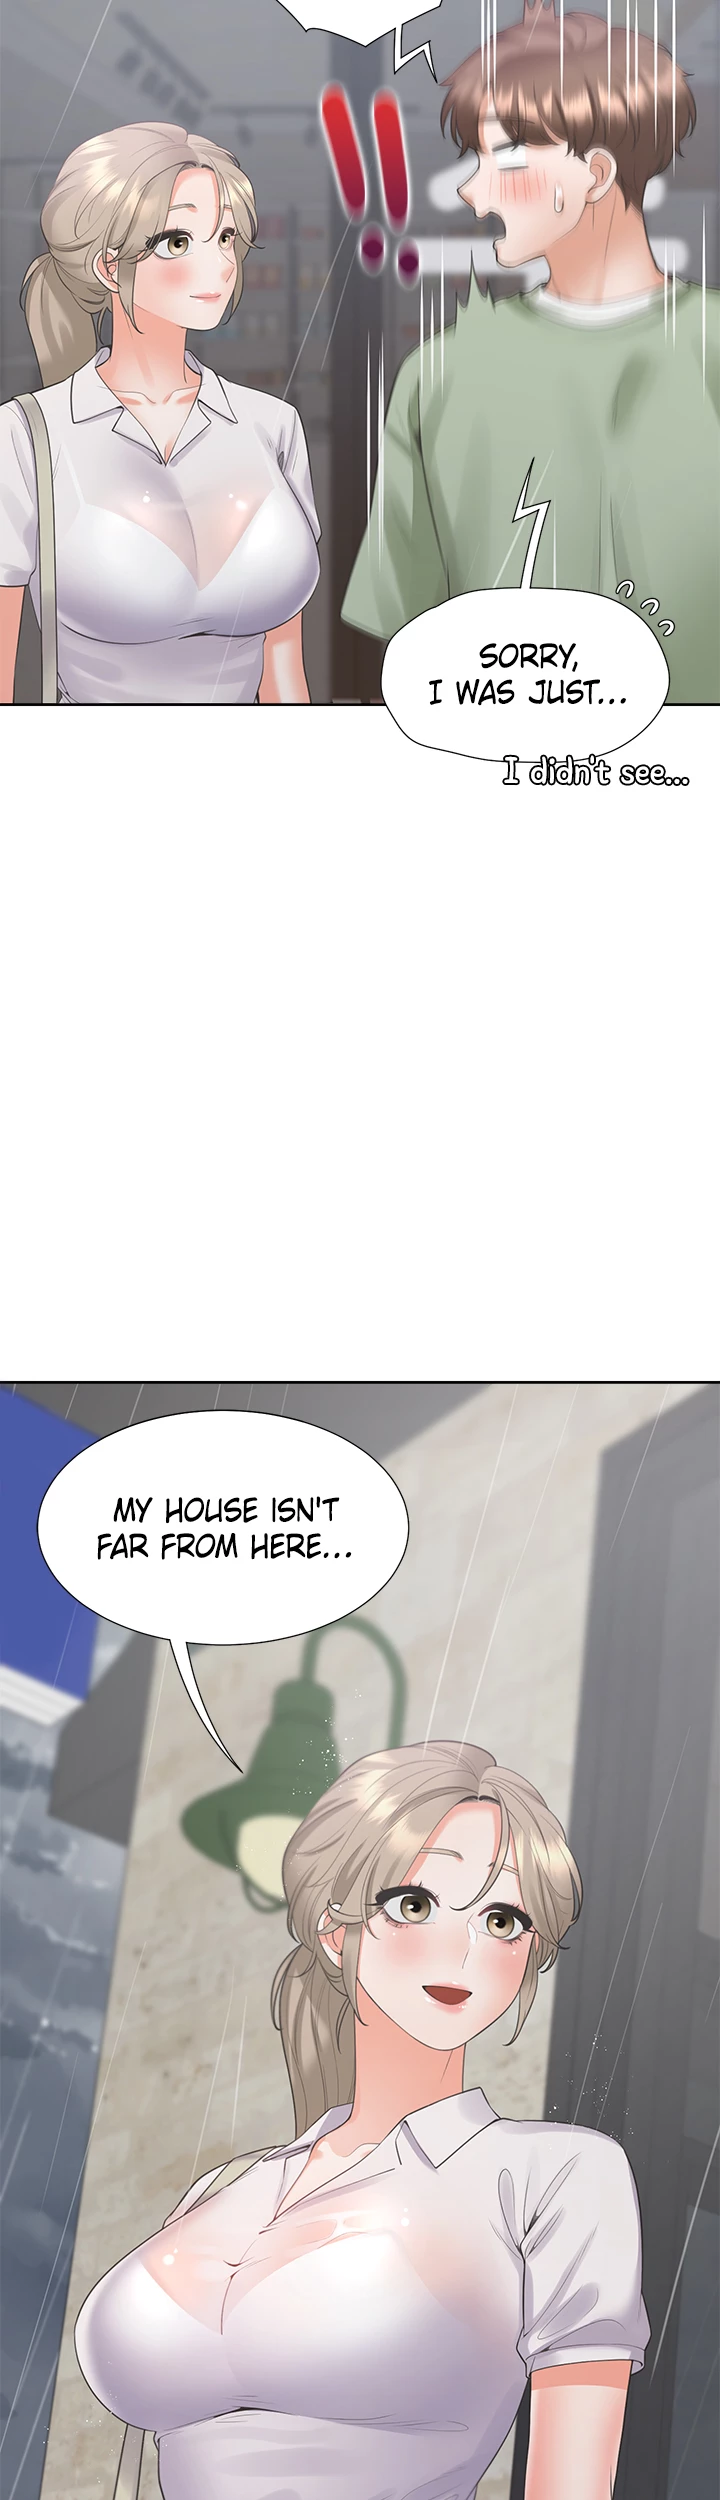 SORRY,
I WAS JUST...
I didn't see...
MY HOUSE ISN'T
FAR FROM HERE...